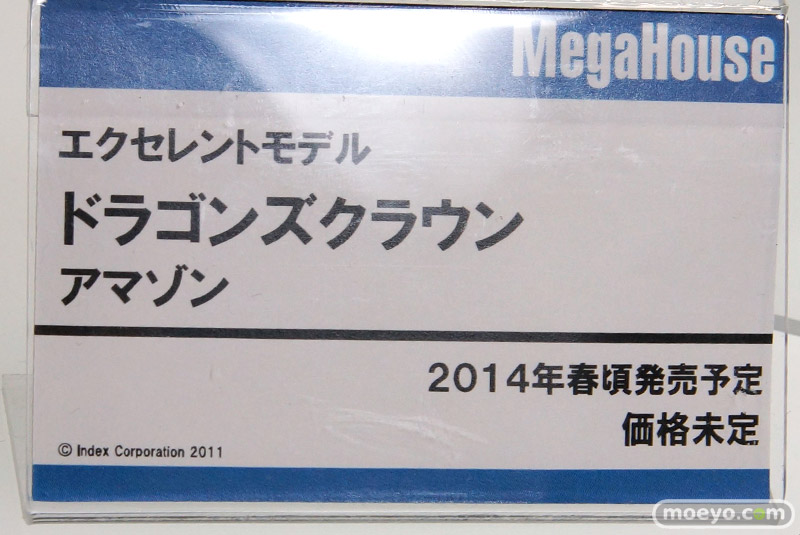 MegaHouse
エクセレントモデル
ドラゴンズクラウン
アマゾン
2014年春頃発売予定
価格未定
© Index Corporation 2011
moeyo.com